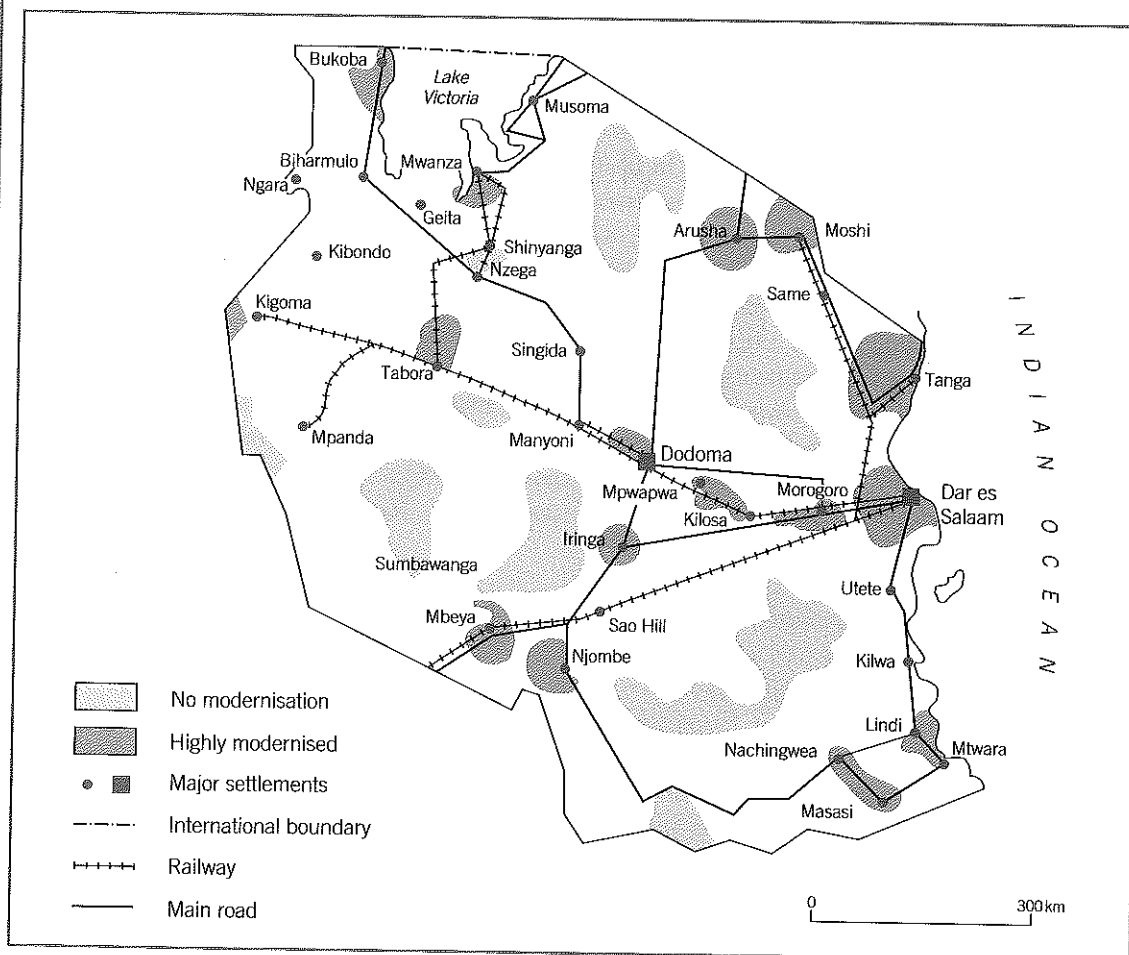 Bukoba
Lake
Victoria
Musoma
Biharmulo
Mwanza
Ngara
Geita
Arusha
Moshi
Shinyanga
Kibondo
Nzega
Same
Kigoma
Singida
Tabora
Tanga
Mpanda
Manyoni
Dodoma
Mpwapwa
Morogoro
Dar es
Salaam
Kilosa
Iringa
Sumbawanga
Utete
Mbeya
Sao Hill
Kilwa
Njombe
Lindi
Nachingwea
Mtwara
Masasi
INDIAN OCEAN
No modernisation
Highly modernised
Major settlements
International boundary
Railway
Main road
0 300 km